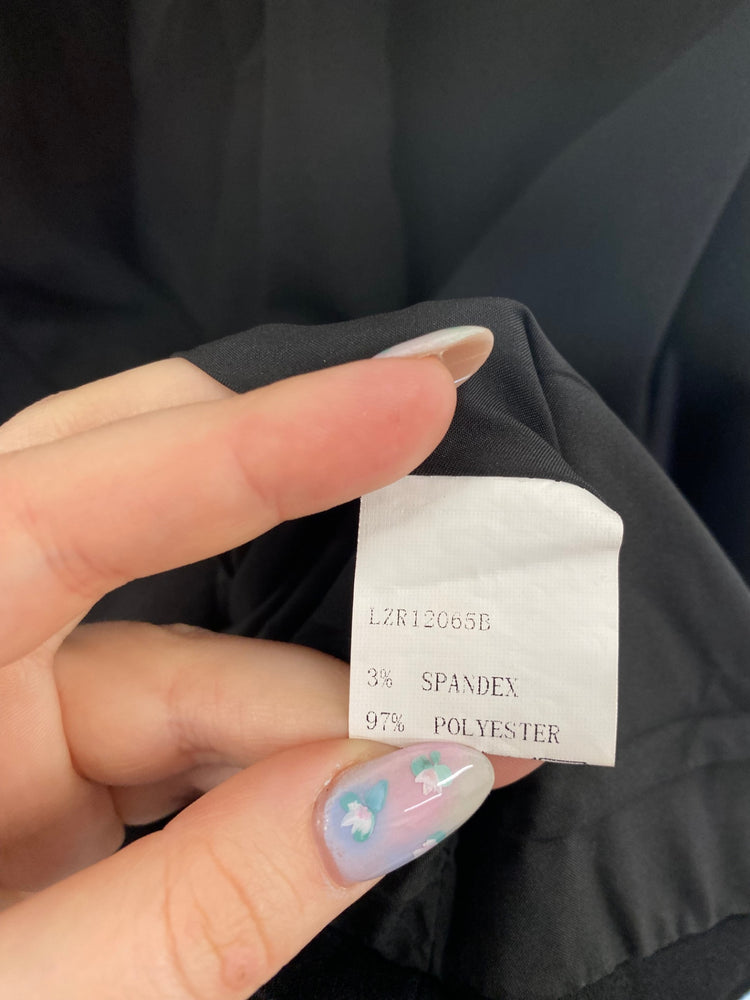 LZR12065B
3% SPANDEX
97% POLYESTER